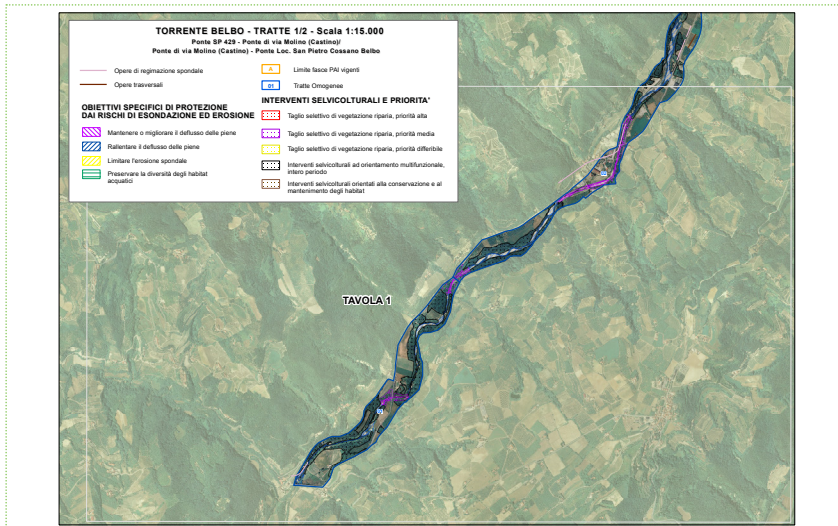 TORRENTE BELBO - TRATTE 1/2 - Scala 1:15.000
Ponte SP 429 - Ponte di via Molino (Castino)/
Ponte di via Molino (Castino) - Ponte Loc. San Pietro Cossano Belbo
Opere di regimazione spondale
Opere trasversali
OBIETTIVI SPECIFICI DI PROTEZIONE
DAI RISCHI DI ESONDAZIONE ED EROSIONE
Mantenere o migliorare il deflusso delle piene
Rallentare il deflusso delle piene
Limitare l'erosione spondale
Preservare la diversità degli habitat
acquatici
A Limite fasce PAI vigenti
01 Tratte Omogenee
INTERVENTI SELVICOLTURALI E PRIORITA'
Taglio selettivo di vegetazione riparia, priorità alta
Taglio selettivo di vegetazione riparia, priorità media
Taglio selettivo di vegetazione riparia, priorità differibile
Interventi selvicolturali ad orientamento multifunzionale,
intero periodo
Interventi selvicolturali orientati alla conservazione e al
mantenimento degli habitat
02
TAVOLA 1